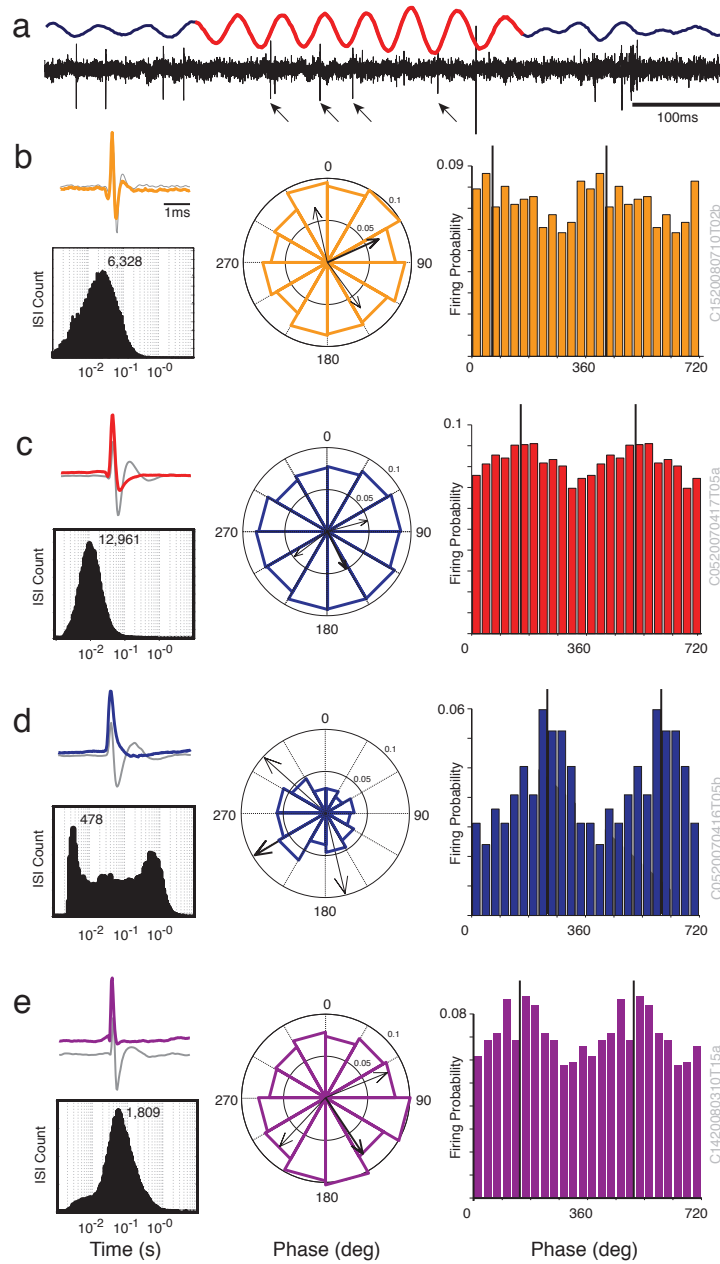 a
100ms
b
1ms
6,328
ISI Count
10-2 10-1 10-0
0
0.1
0.05
270
90
180
0.09
Firing Probability
0 360 720
C1520080710T02b
c
12,961
ISI Count
10-2 10-1 10-0
0
0.1
0.05
270
90
180
0.1
Firing Probability
0 360 720
C0520070417T05a
d
478
ISI Count
10-2 10-1 10-0
0
0.1
0.05
270
90
180
0.06
Firing Probability
0 360 720
C0520070416T05b
e
1,809
ISI Count
10-2 10-1 10-0
0
0.1
0.05
270
90
180
0.08
Firing Probability
0 360 720
C1420080310T15a
Time (s) Phase (deg) Phase (deg)